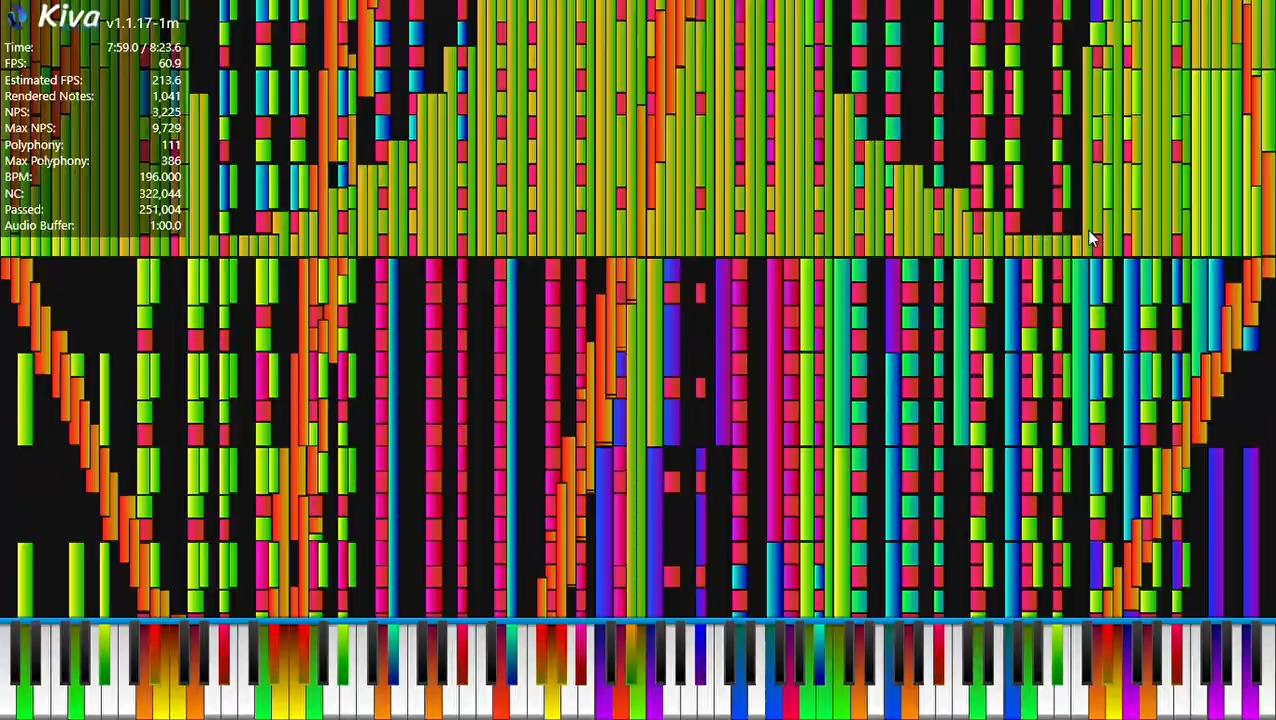 Kiva v1.1.17-1m
Time: 7:59.0 / 8:23.6
FPS: 60.9
Estimated FPS: 213.6
Rendered Notes: 1,041
NPS: 3,225
Max NPS: 9,729
Polyphony: 111
Max Polyphony: 386
BPM: 196.000
NC: 322,044
Passed: 251,004
Audio Buffer: 1:00.0